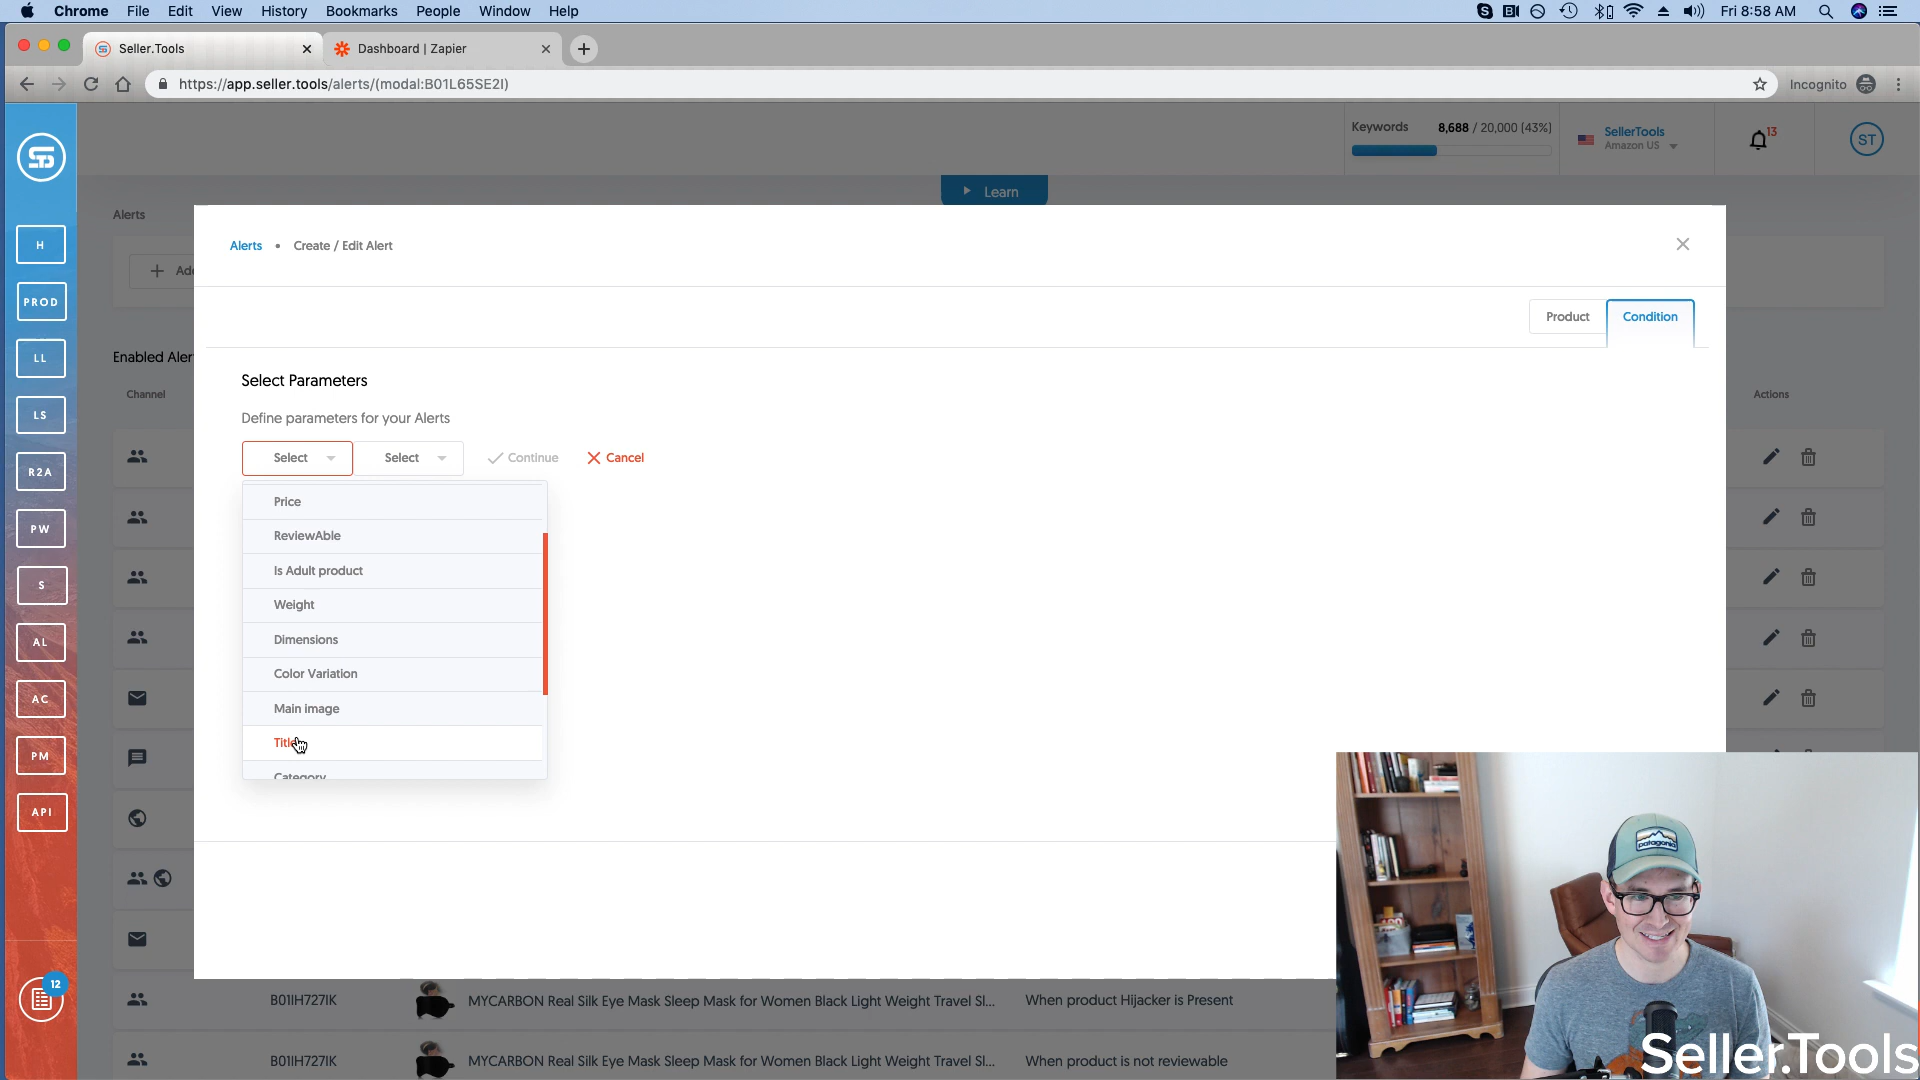 Chrome File Edit View History Bookmarks People Window Help
Fri 8:58 AM
Seller.Tools
Dashboard | Zapier
https://app.seller.tools/alerts/(modal:B01L65SE2I)
Incognito
Keywords 8,688 / 20,000 (43%)
SellerTools
Amazon US
13
ST
Learn
Alerts
Alerts • Create / Edit Alert
Product
Condition
Select Parameters
Define parameters for your Alerts
Select
Select
Continue
Cancel
Price
ReviewAble
Is Adult product
Weight
Dimensions
Color Variation
Main image
Title
Category
Channel
Actions
H
PROD
LL
LS
R2A
PW
S
AL
AC
PM
API
12
B01IH727IK MYCARBON Real Silk Eye Mask Sleep Mask for Women Black Light Weight Travel Sl... When product Hijacker is Present
B01IH727IK MYCARBON Real Silk Eye Mask Sleep Mask for Women Black Light Weight Travel Sl... When product is not reviewable
patagonia
Seller.Tools